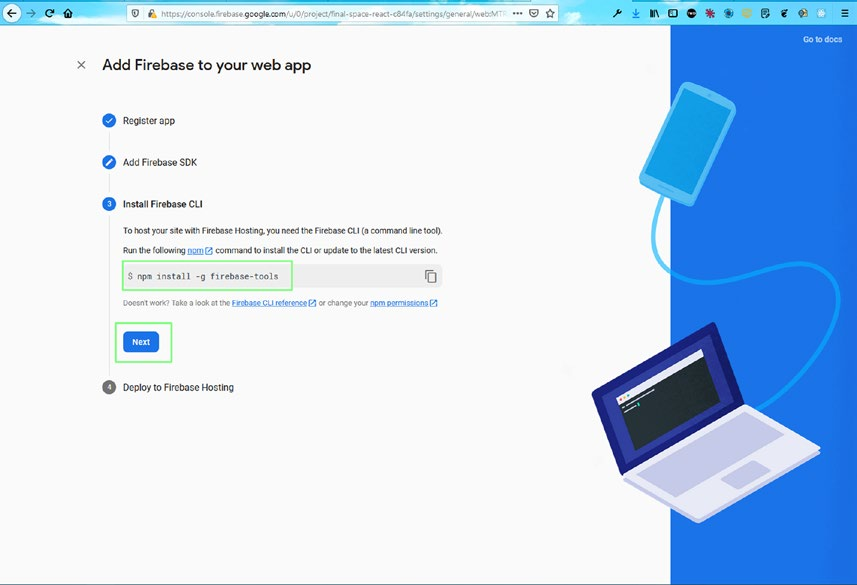 https://console.firebase.google.com/u/0/project/final-space-react-c84fa/settings/general/web:MT
Go to docs
Add Firebase to your web app
Register app
Add Firebase SDK
3 Install Firebase CLI
To host your site with Firebase Hosting, you need the Firebase CLI (a command line tool).
Run the following npm command to install the CLI or update to the latest CLI version.
$ npm install -g firebase-tools
Doesn't work? Take a look at the Firebase CLI reference or change your npm permissions
Next
4 Deploy to Firebase Hosting